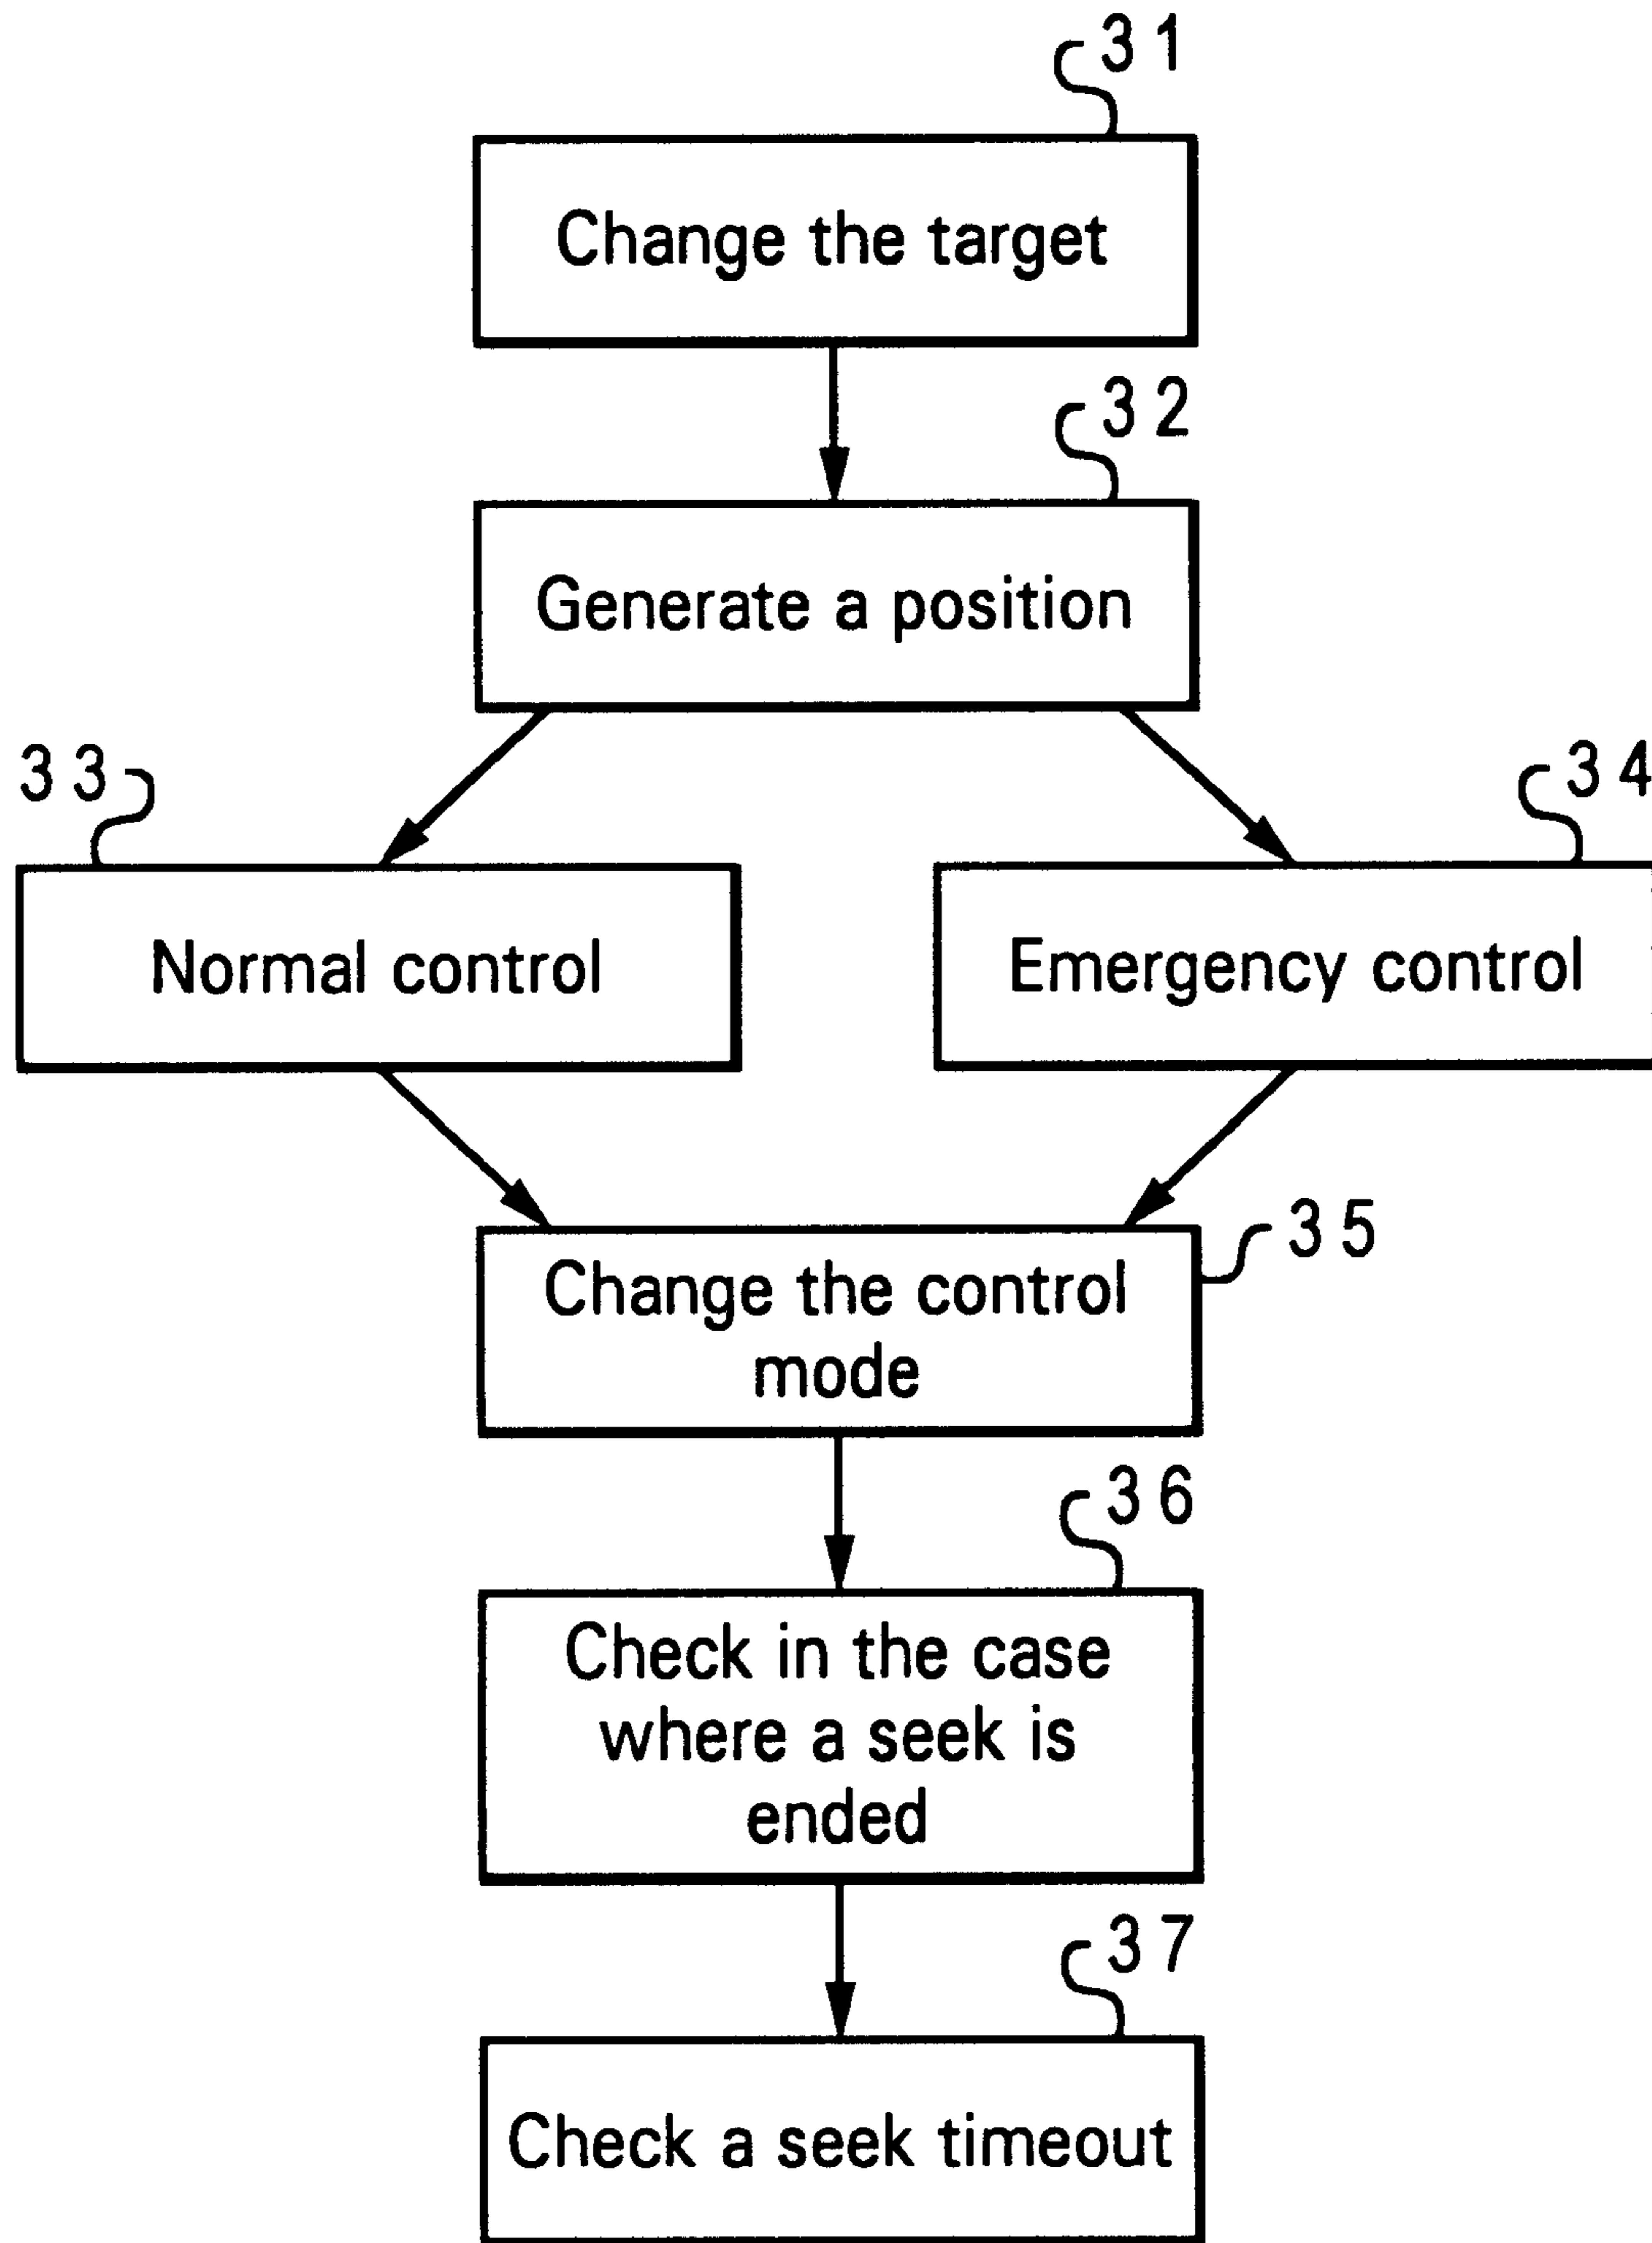 31
Change the target
32
Generate a position
33
34
Normal control
Emergency control
35
Change the control
mode
36
Check in the case
where a seek is
ended
37
Check a seek timeout